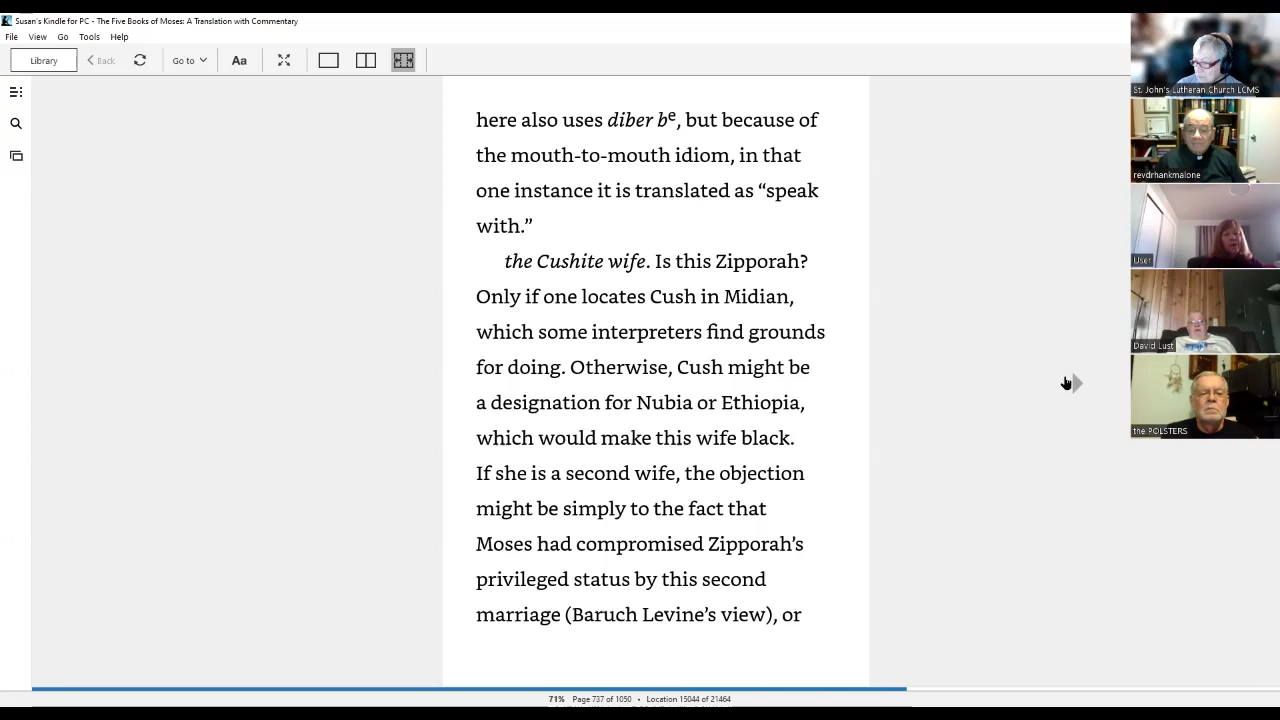 Susan's Kindle for PC - The Five Books of Moses: A Translation with Commentary
File View Go Tools Help
Library Back Go to Aa
here also uses diber bᵉ, but because of
the mouth-to-mouth idiom, in that
one instance it is translated as “speak
with.”
the Cushite wife. Is this Zipporah?
Only if one locates Cush in Midian,
which some interpreters find grounds
for doing. Otherwise, Cush might be
a designation for Nubia or Ethiopia,
which would make this wife black.
If she is a second wife, the objection
might be simply to the fact that
Moses had compromised Zipporah’s
privileged status by this second
marriage (Baruch Levine’s view), or
71% Page 737 of 1050 • Location 15044 of 21464
St. John's Lutheran Church LCMS
revdrhankmalone
User
David Lust
the POLSTERS